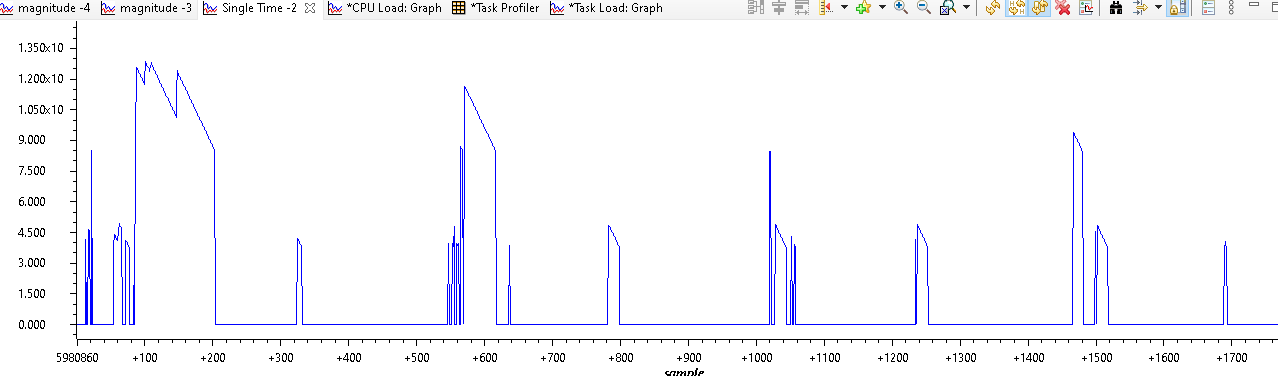 magnitude -4 magnitude -3 Single Time -2 *CPU Load: Graph *Task Profiler *Task Load: Graph
1.350x10
1.200x10
1.050x10
9.000
7.500
6.000
4.500
3.000
1.500
0.000
5980860 +100 +200 +300 +400 +500 +600 +700 +800 +900 +1000 +1100 +1200 +1300 +1400 +1500 +1600 +1700
sample